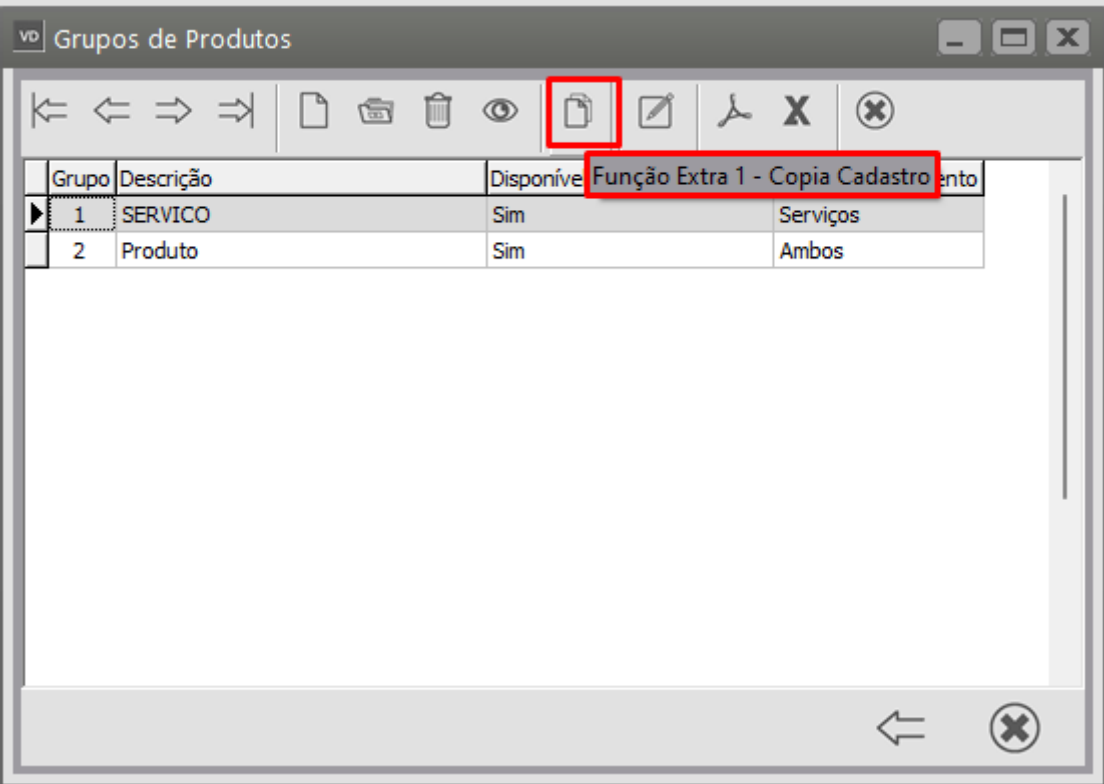 VD Grupos de Produtos
Grupo Descrição Disponíve ento
Função Extra 1 - Copia Cadastro
1 SERVICO Sim Serviços
2 Produto Sim Ambos